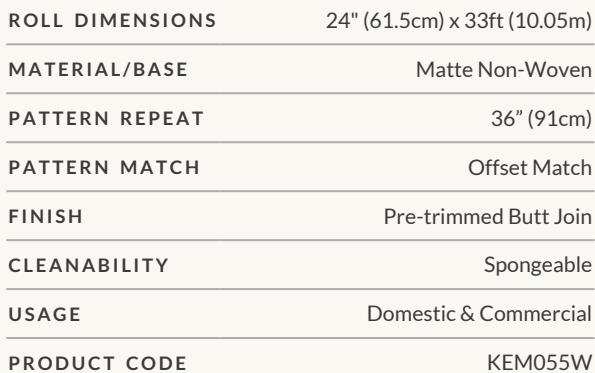 ROLL DIMENSIONS 24" (61.5cm) x 33ft (10.05m)
MATERIAL/BASE Matte Non-Woven
PATTERN REPEAT 36” (91cm)
PATTERN MATCH Offset Match
FINISH Pre-trimmed Butt Join
CLEANABILITY Spongeable
USAGE Domestic & Commercial
PRODUCT CODE KEM055W